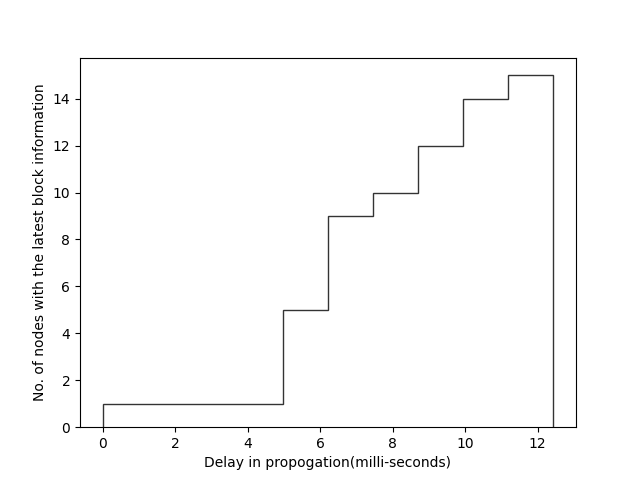 14
12
10
8
6
4
2
0
No. of nodes with the latest block information
0 2 4 6 8 10 12
Delay in propogation(milli-seconds)